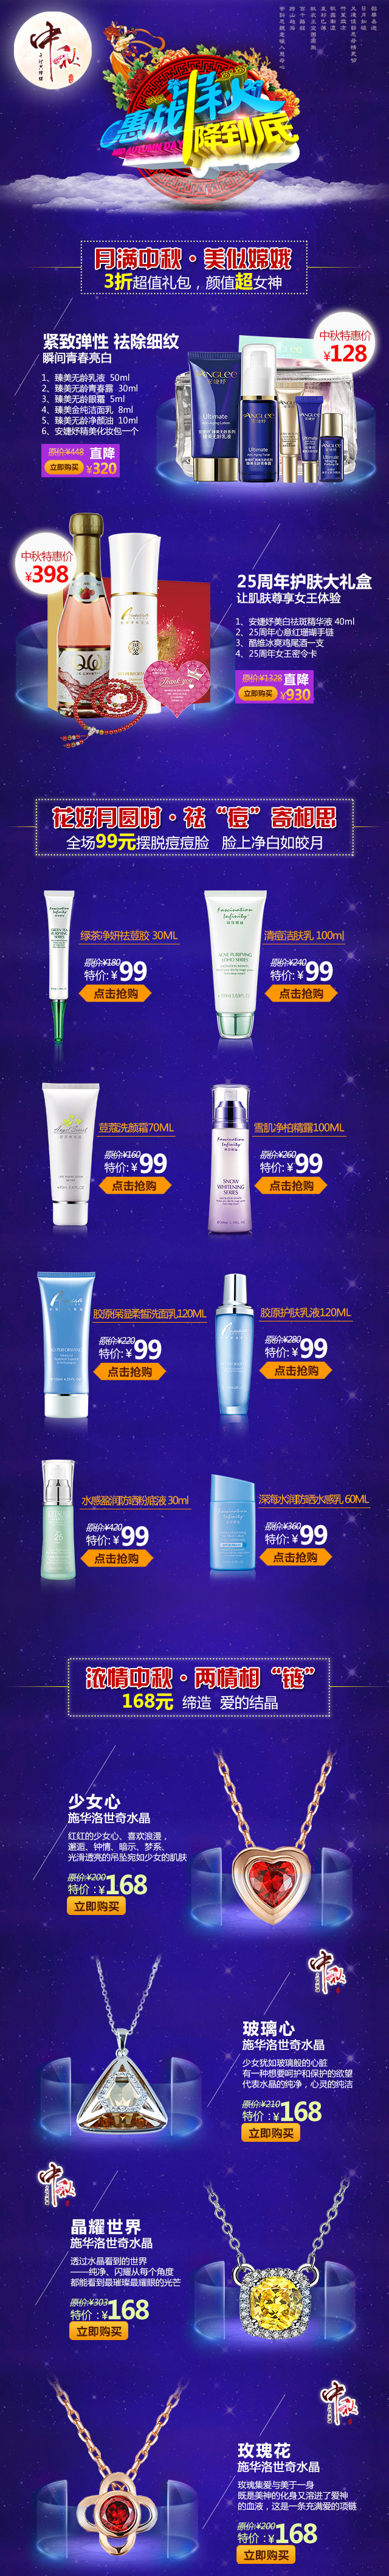 中秋
惠战
降到底
月满中秋·美似嫦娥
3折超值礼包，颜值超女神
紧致弹性 祛除细纹
瞬间青春亮白
1、臻美无龄乳液 50ml
2、臻美无龄青春露 30ml
3、臻美无龄眼霜 5ml
4、臻美金纯洁面乳 8ml
5、臻美无龄净颜油 10ml
6、安婕妤精美化妆包一个
原价:¥448 直降
立即购买 ¥320
中秋特惠价
¥128
ANGLEE
安婕妤
Ultimate
中秋特惠价
¥398
Thank you
25周年护肤大礼盒
让肌肤尊享女王体验
1、安婕妤美白祛斑精华液 40ml
2、25周年心意红珊瑚手链
3、酷维冰爽鸡尾酒一支
4、25周年女王密令卡
原价:¥1328 直降
立即购买 ¥930
花好月圆时·祛“痘”寄相思
全场99元摆脱痘痘脸 脸上净白如皎月
绿茶净妍祛荳胶 30ML
原价:¥180
特价:¥99
点击抢购
清痘洁肤乳 100ml
原价:¥240
特价:¥99
点击抢购
荳蔻洗颜霜70ML
原价:¥160
特价:¥99
点击抢购
雪肌净柏精露100ML
原价:¥260
特价:¥99
点击抢购
Fascination
Infinity
SNOW
WHITENING
SERIES
胶原保湿柔皙洗面乳120ML
原价:¥220
特价:¥99
点击抢购
胶原护肤乳液120ML
原价:¥280
特价:¥99
点击抢购
水感盈润防晒粉底液 30ml
原价:¥420
特价:¥99
点击抢购
深海水润防晒水感乳 60ML
原价:¥360
特价:¥99
点击抢购
浓情中秋·两情相“链”
168元 缔造 爱的结晶
少女心
施华洛世奇水晶
红红的少女心、喜欢浪漫，
邂逅、钟情、暗示、梦系、
光滑透亮的吊坠宛如少女的肌肤
原价:¥200
特价：¥168
立即购买
中秋
玻璃心
施华洛世奇水晶
少女犹如玻璃般的心脏
有一种想要呵护和保护的欲望
代表水晶的纯净，心灵的纯洁
原价:¥210
特价：¥168
立即购买
中秋
晶耀世界
施华洛世奇水晶
透过水晶看到的世界
——纯净、闪耀从每个角度
都能看到最璀璨最耀眼的光芒
原价:¥303
特价：¥168
立即购买
中秋
玫瑰花
施华洛世奇水晶
玫瑰集爱与美于一身
既是美神的化身又溶进了爱神
的血液，这是一条充满爱的项链
原价:¥200
特价：¥168
立即购买